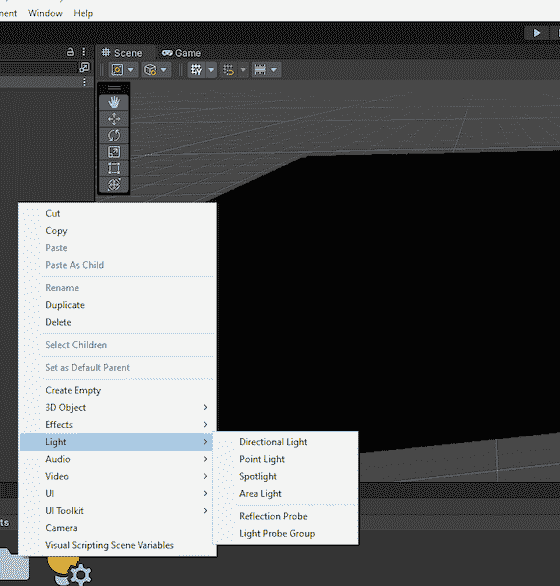 ment Window Help
Scene Game
Cut
Copy
Paste
Paste As Child
Rename
Duplicate
Delete
Select Children
Set as Default Parent
Create Empty
3D Object
Effects
Light
Audio
Video
UI
UI Toolkit
Camera
Visual Scripting Scene Variables
Directional Light
Point Light
Spotlight
Area Light
Reflection Probe
Light Probe Group
ts